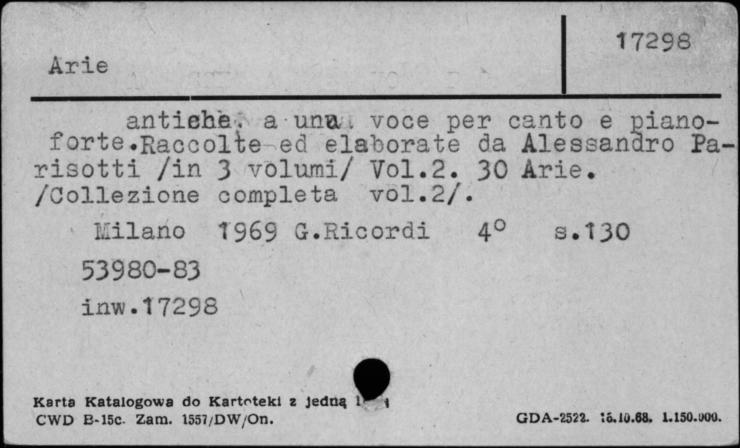 17298
Arie
antiche. a una. voce per canto e piano-
forte.Raccolte ed elaborate da Alessandro Pa-
risotti /in 3 volumi/ Vol.2. 30 Arie.
/Collezione completa vol.2/.
Milano 1969 G.Ricordi 4° s.130
53980-83
inw.17298
Karta Katalogowa do Kartoteki z jedną
CWD B-15c. Zam. 1557/DW/On. GDA-2522. 16.10.68. 1.150.000.